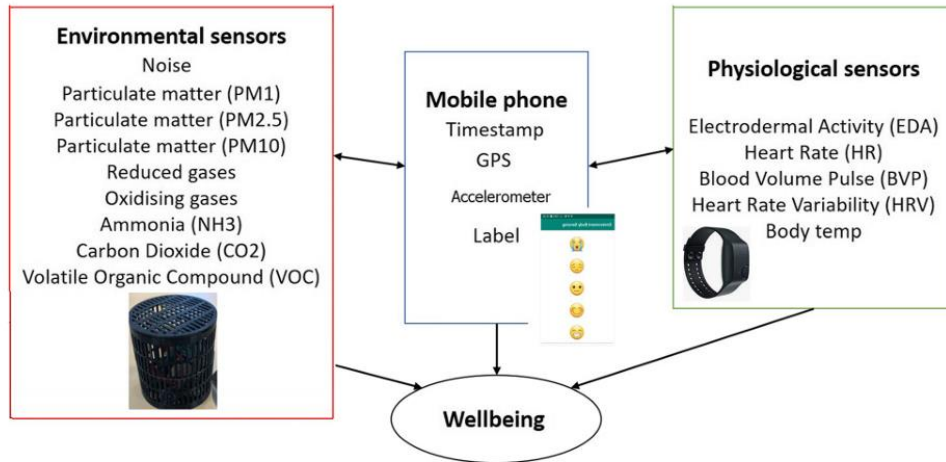 Environmental sensors
Noise
Particulate matter (PM1)
Particulate matter (PM2.5)
Particulate matter (PM10)
Reduced gases
Oxidising gases
Ammonia (NH3)
Carbon Dioxide (CO2)
Volatile Organic Compound (VOC)
Mobile phone
Timestamp
GPS
Accelerometer
Label
Physiological sensors
Electrodermal Activity (EDA)
Heart Rate (HR)
Blood Volume Pulse (BVP)
Heart Rate Variability (HRV)
Body temp
Wellbeing